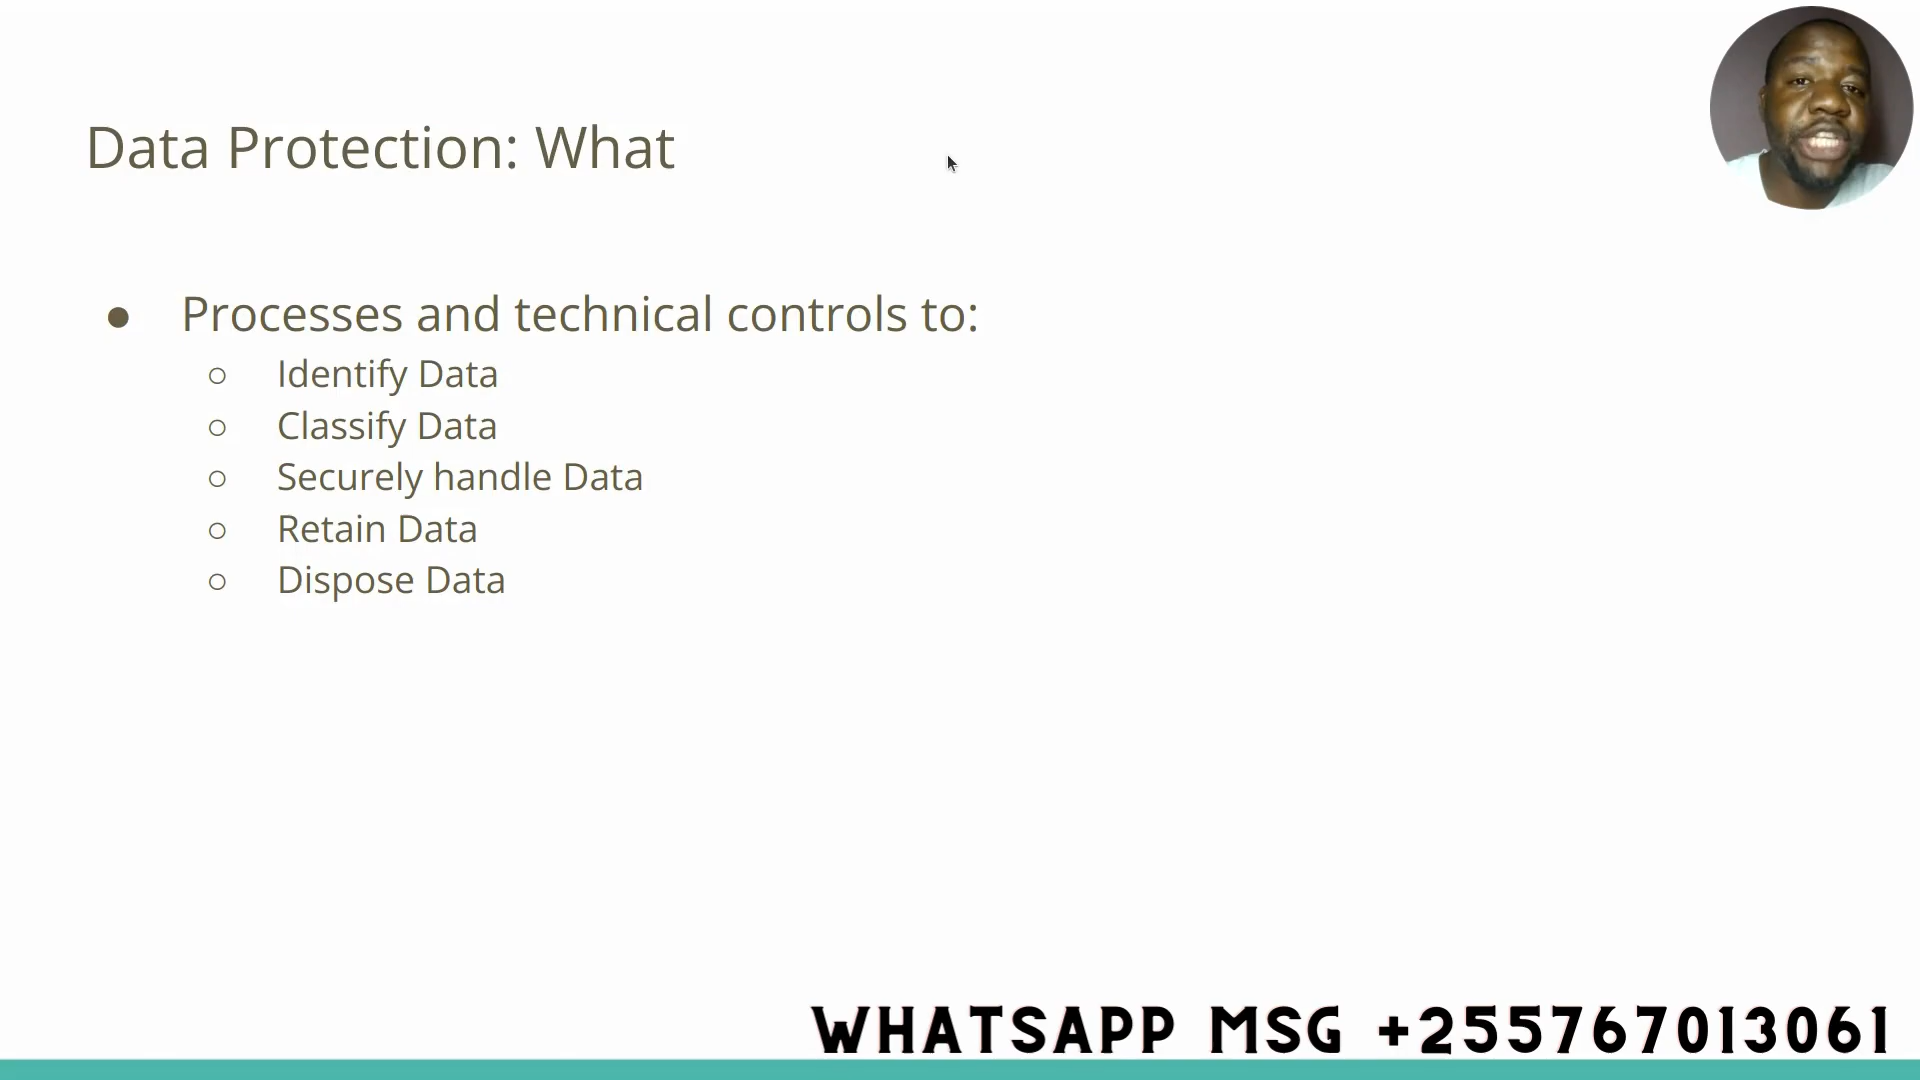 Data Protection: What
● Processes and technical controls to:
○ Identify Data
○ Classify Data
○ Securely handle Data
○ Retain Data
○ Dispose Data
WHATSAPP MSG +255767013061